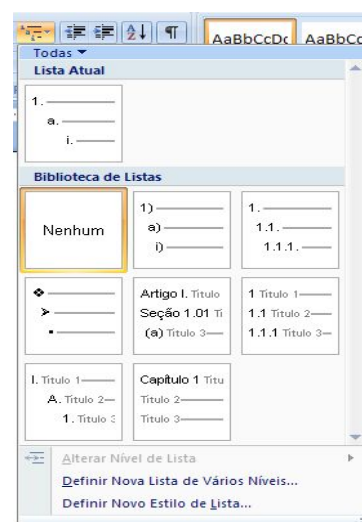 AaBbCcDc AaBbCc
Todas
Lista Atual
1.
a.
i.
Biblioteca de Listas
Nenhum
1)
a)
i)
1.
1.1.
1.1.1.
Artigo I. Título
Seção 1.01 Tí
(a) Título 3
1 Título 1
1.1 Título 2
1.1.1 Título 3
I. Título 1
A. Título 2
1. Título 3
Capítulo 1 Títu
Título 2
Título 3
Alterar Nível de Lista
Definir Nova Lista de Vários Níveis...
Definir Novo Estilo de Lista...